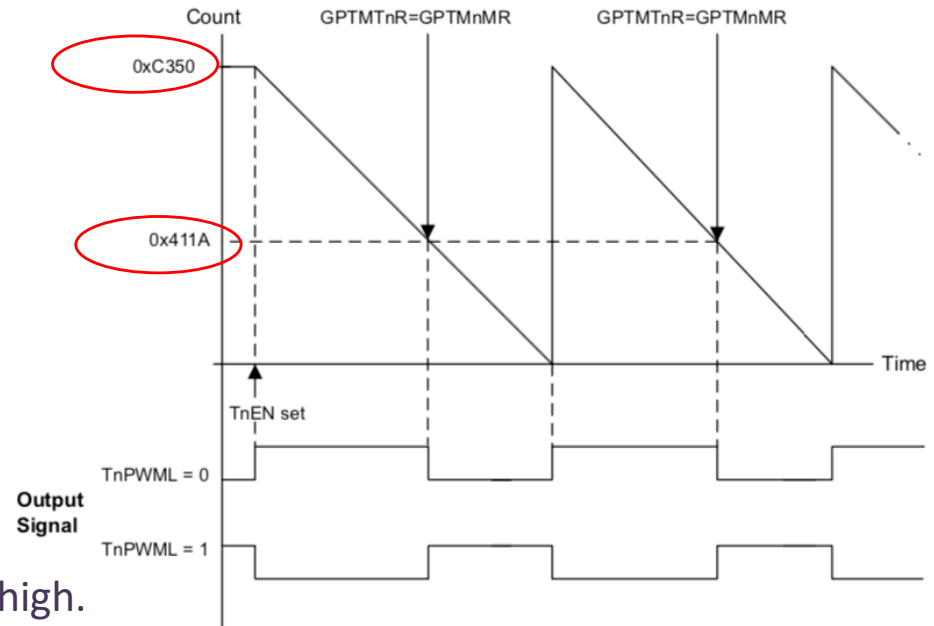 Count
GPTMTnR=GPTMnMR
GPTMTnR=GPTMnMR
0xC350
0x411A
Time
TnEN set
TnPWML = 0
Output
Signal
TnPWML = 1
high.